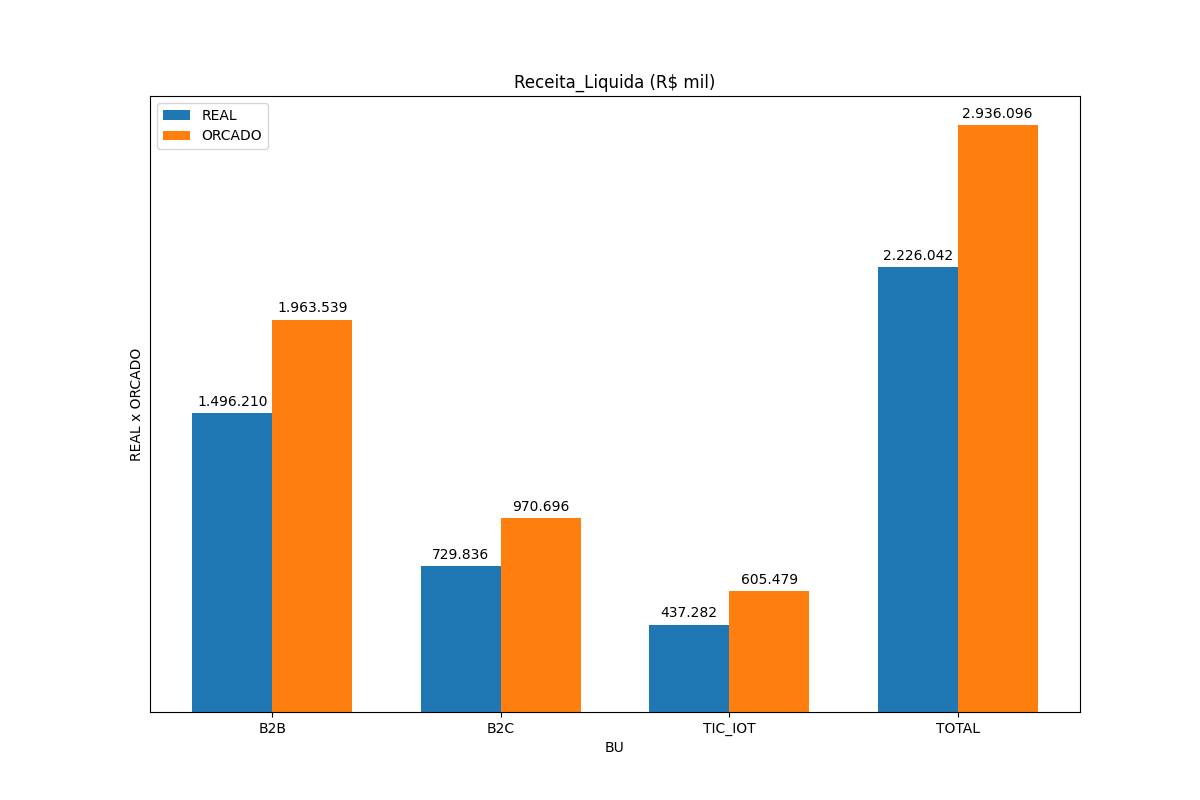 Receita_Liquida (R$ mil)
REAL
ORCADO
2.936.096
2.226.042
1.963.539
1.496.210
970.696
729.836
605.479
437.282
REAL x ORCADO
B2B
B2C
TIC_IOT
TOTAL
BU